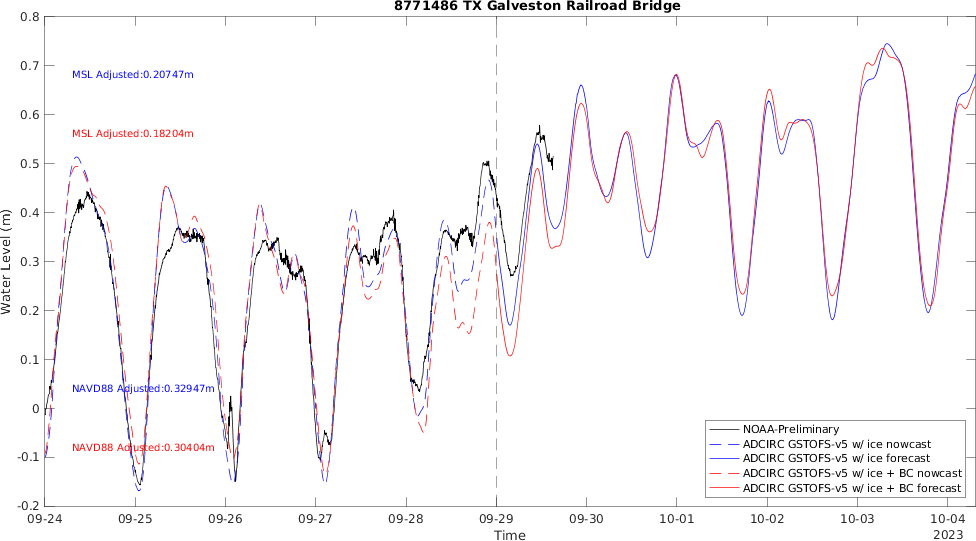 8771486 TX Galveston Railroad Bridge
0.8
0.7
0.6
0.5
0.4
0.3
0.2
0.1
0
-0.1
-0.2
Water Level (m)
MSL Adjusted:0.20747m
MSL Adjusted:0.18204m
NAVD88 Adjusted:0.32947m
NAVD88 Adjusted:0.30404m
NOAA-Preliminary
ADCIRC GSTOFS-v5 w/ ice nowcast
ADCIRC GSTOFS-v5 w/ ice forecast
ADCIRC GSTOFS-v5 w/ ice + BC nowcast
ADCIRC GSTOFS-v5 w/ ice + BC forecast
09-24 09-25 09-26 09-27 09-28 09-29 09-30 10-01 10-02 10-03 10-04
Time
2023